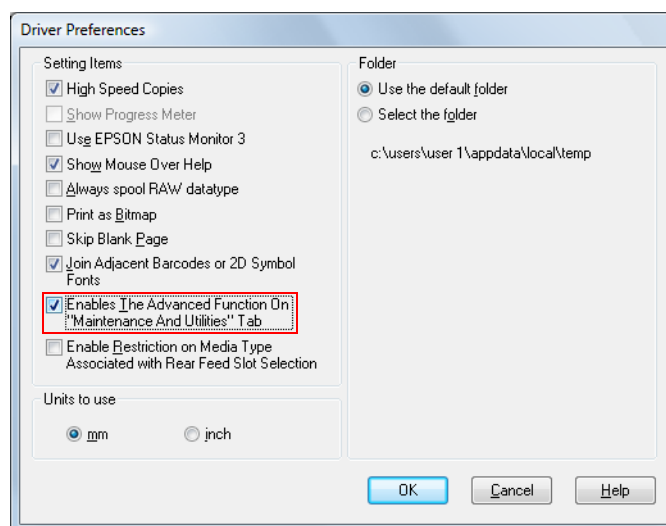 Driver Preferences
Setting Items
High Speed Copies
Show Progress Meter
Use EPSON Status Monitor 3
Show Mouse Over Help
Always spool RAW datatype
Print as Bitmap
Skip Blank Page
Join Adjacent Barcodes or 2D Symbol
Fonts
Enables The Advanced Function On
"Maintenance And Utilities" Tab
Enable Restriction on Media Type
Associated with Rear Feed Slot Selection
Units to use
mm
inch
Folder
Use the default folder
Select the folder
c:\users\user 1\appdata\local\temp
OK
Cancel
Help